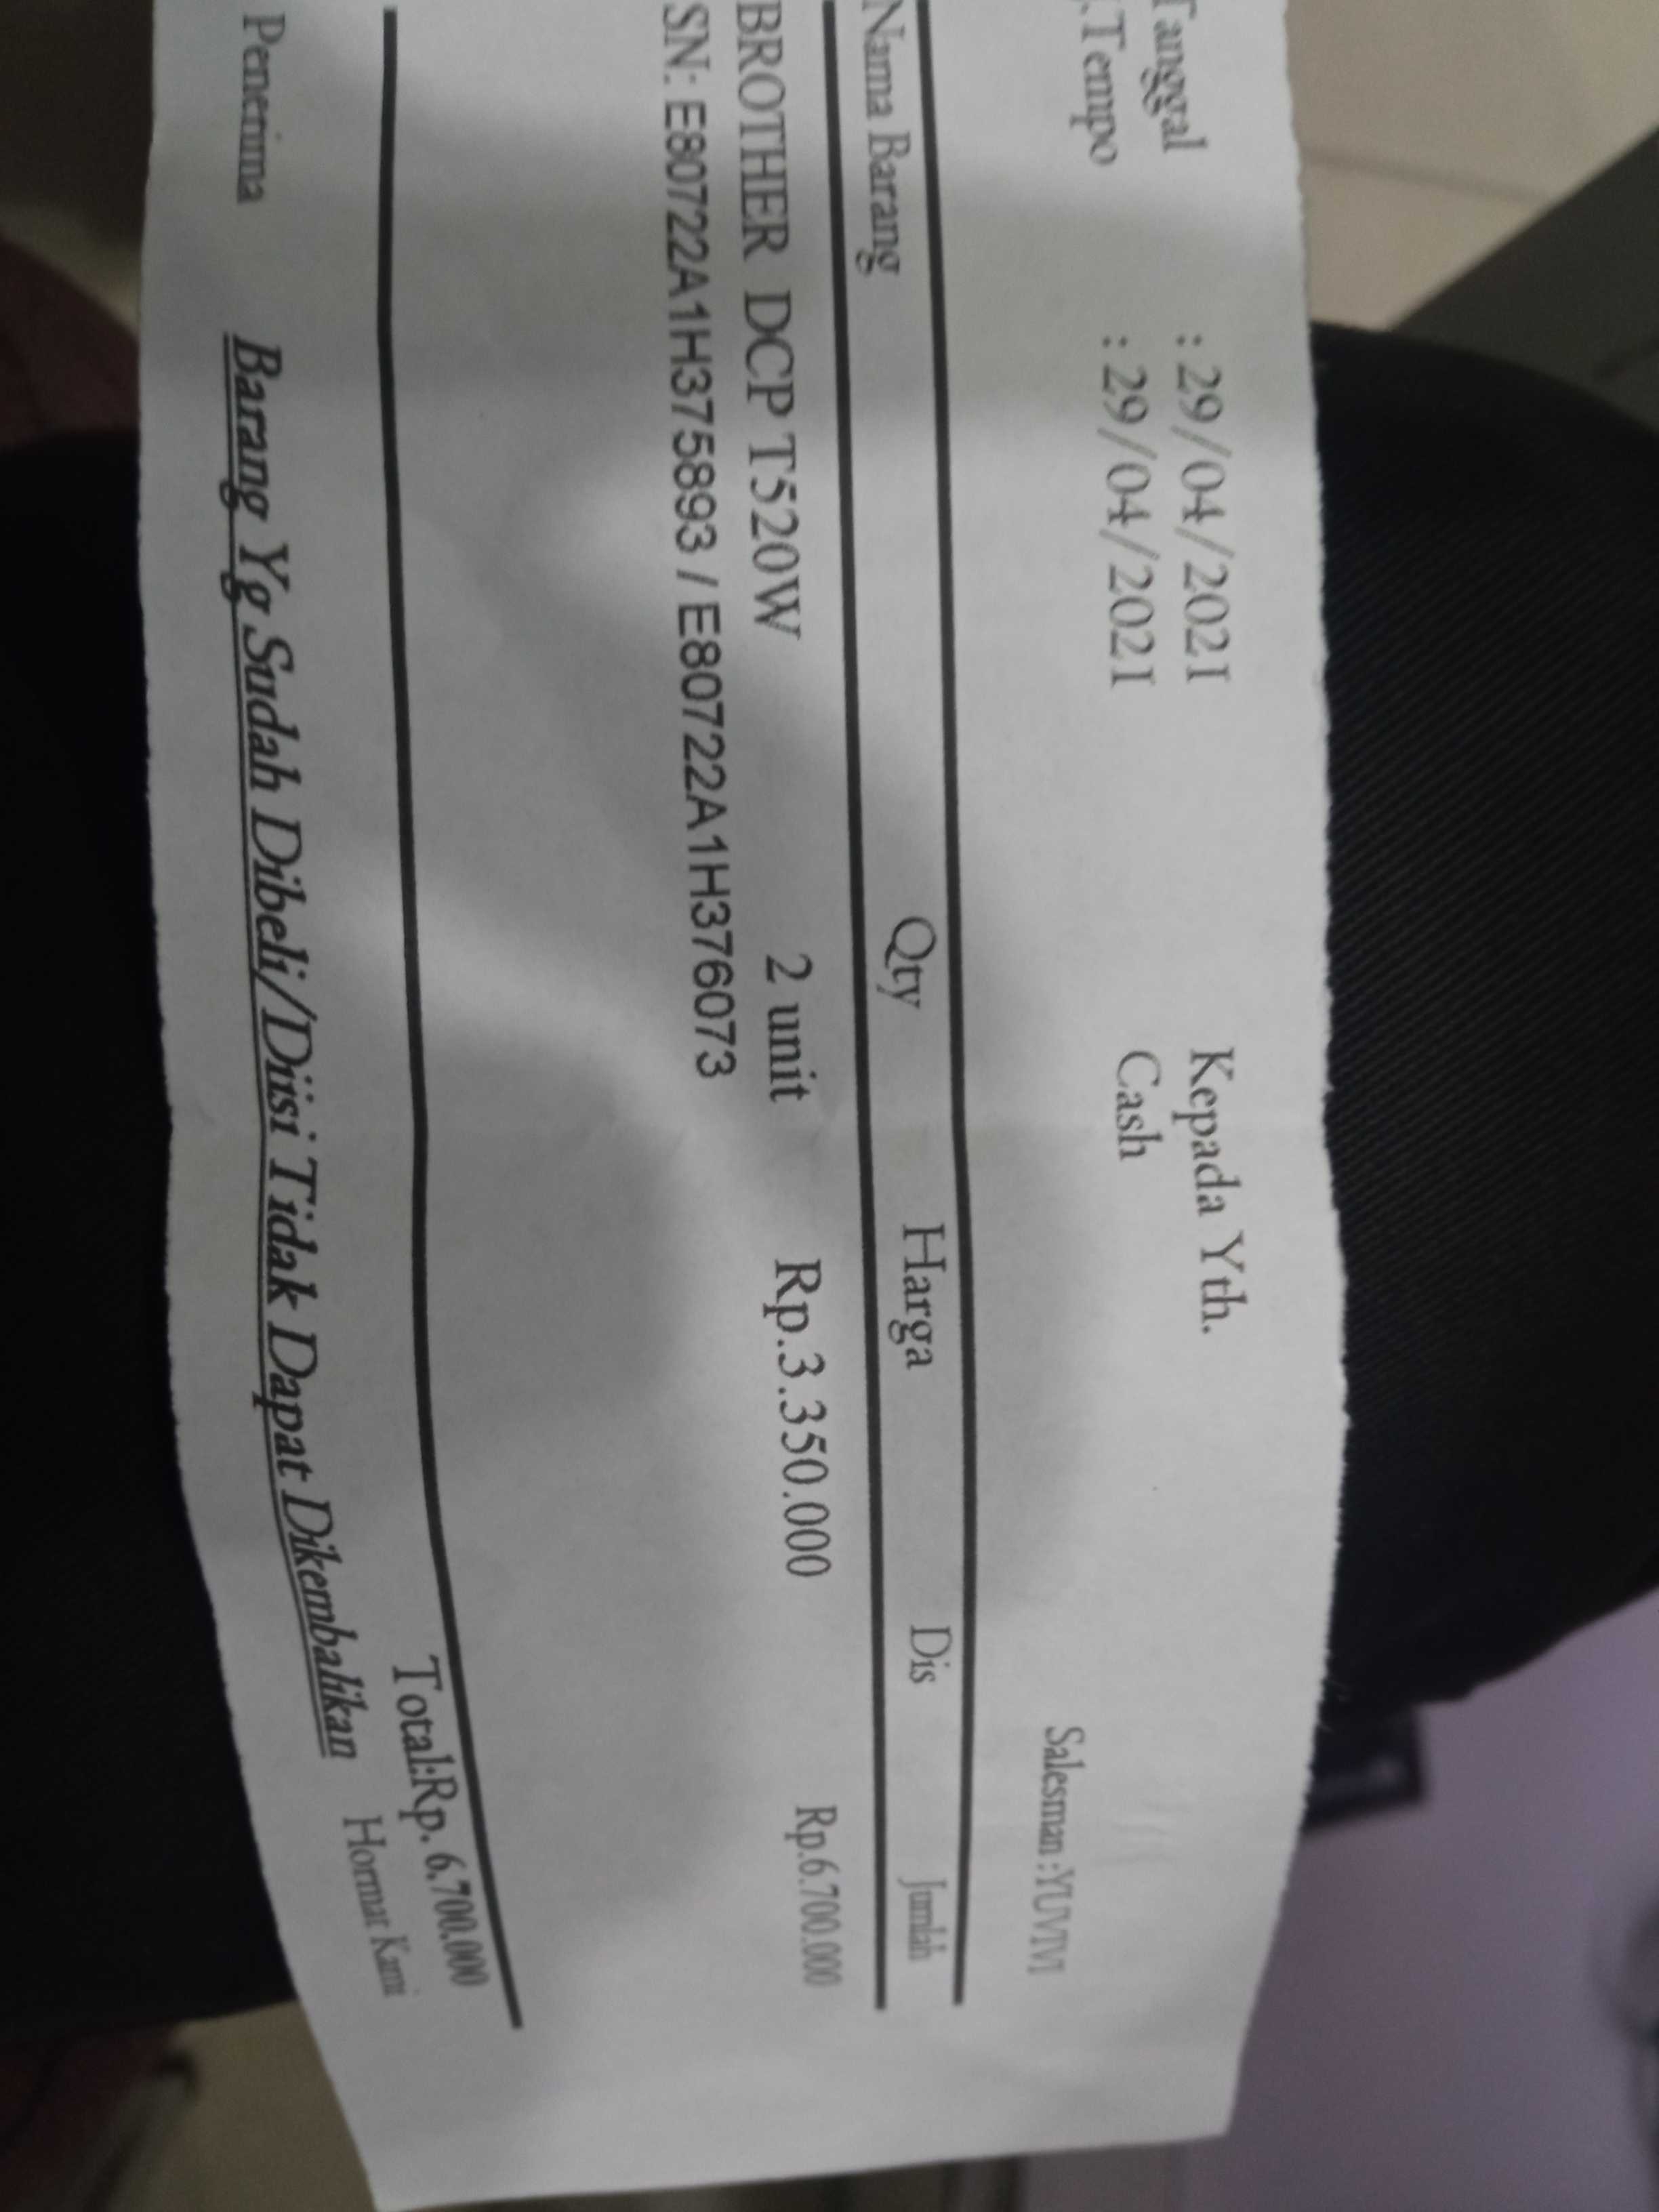 Tanggal : 29/04/2021 Kepada Yth.
.Tempo : 29/04/2021 Cash
Salesman :YUVIVI
Nama Barang Qty Harga Dis Jumlah
BROTHER DCP T520W 2 unit Rp.3.350.000 Rp.6.700.000
SN: E80722A1H375893 / E80722A1H376073
Total:Rp. 6.700.000
Penerima Barang Yg Sudah Dibeli/Diisi Tidak Dapat Dikembalikan Hormat Kami